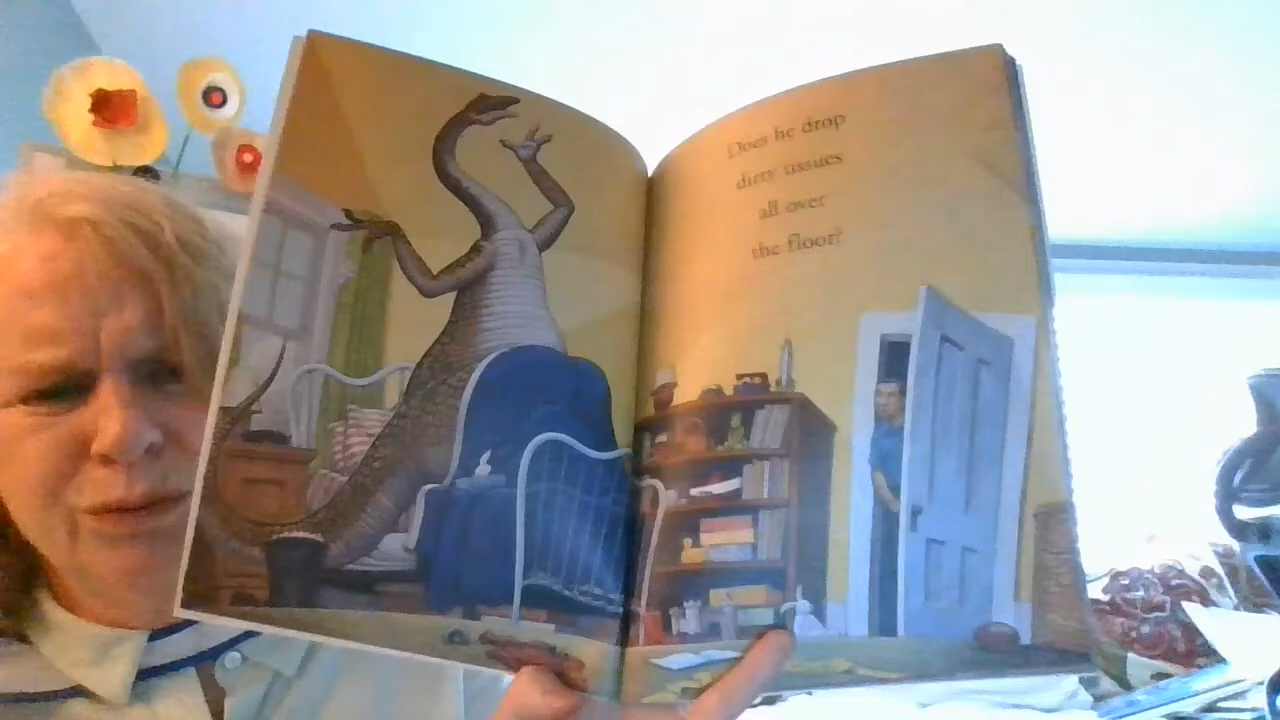 Does he drop
dirty tissues
all over
the floor?